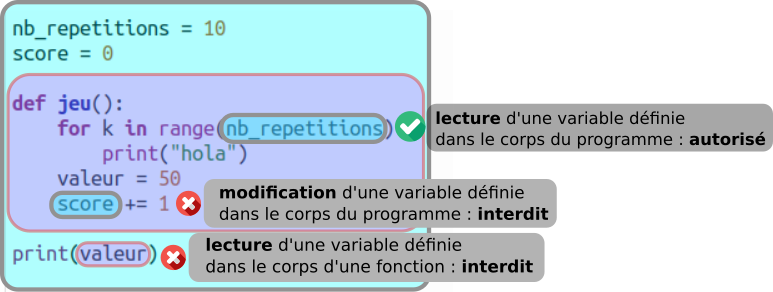 nb_repetitions = 10
score = 0
def jeu():
for k in range(nb_repetitions)
print("hola")
valeur = 50
score += 1
print(valeur)
lecture d'une variable définie
dans le corps du programme : autorisé
modification d'une variable définie
dans le corps du programme : interdit
lecture d'une variable définie
dans le corps d'une fonction : interdit